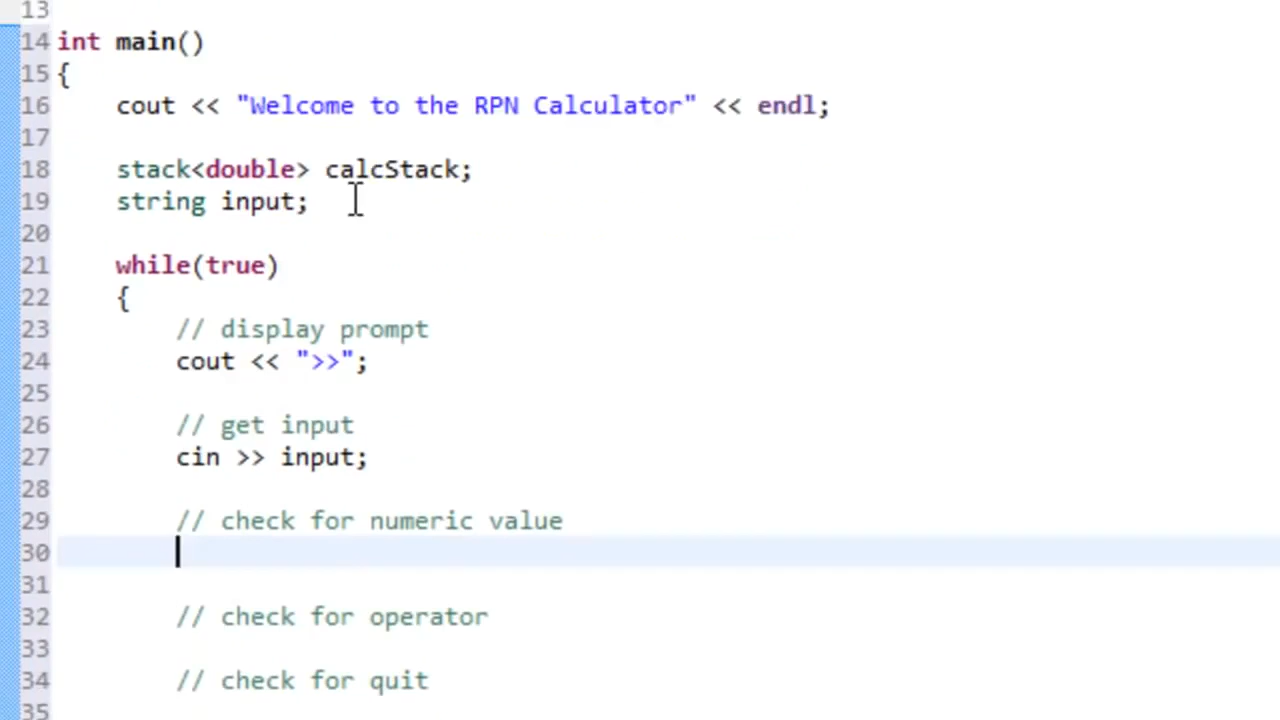 13
14 int main()
15 {
16 cout << "Welcome to the RPN Calculator" << endl;
17
18 stack<double> calcStack;
19 string input;
20
21 while(true)
22 {
23 // display prompt
24 cout << ">>";
25
26 // get input
27 cin >> input;
28
29 // check for numeric value
30
31
32 // check for operator
33
34 // check for quit
35